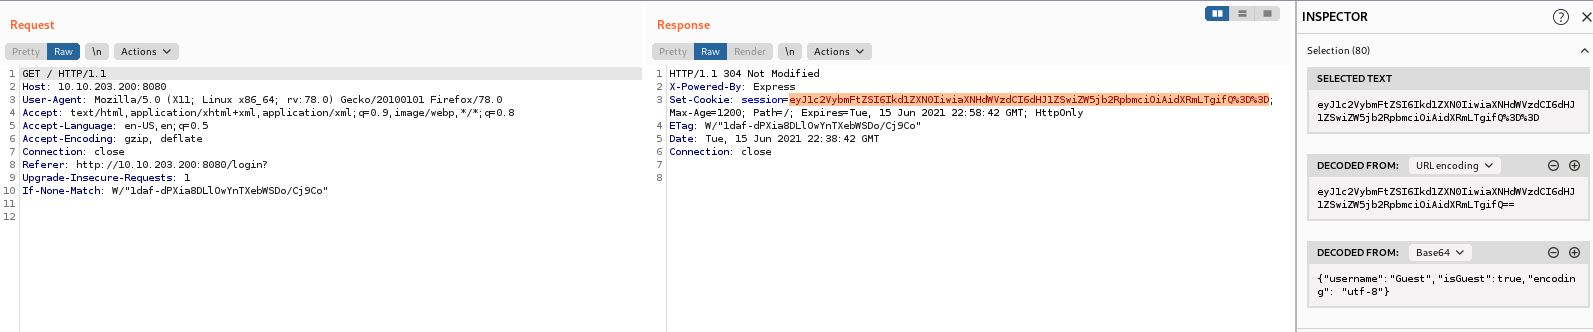 Request
Pretty Raw \n Actions
1 GET / HTTP/1.1
2 Host: 10.10.203.200:8080
3 User-Agent: Mozilla/5.0 (X11; Linux x86_64; rv:78.0) Gecko/20100101 Firefox/78.0
4 Accept: text/html,application/xhtml+xml,application/xml;q=0.9,image/webp,*/*;q=0.8
5 Accept-Language: en-US,en;q=0.5
6 Accept-Encoding: gzip, deflate
7 Connection: close
8 Referer: http://10.10.203.200:8080/login?
9 Upgrade-Insecure-Requests: 1
10 If-None-Match: W/"1daf-dPXia8DLlOwYnTXebWSDo/Cj9Co"
11
12
Response
Pretty Raw Render \n Actions
1 HTTP/1.1 304 Not Modified
2 X-Powered-By: Express
3 Set-Cookie: session=eyJ1c2VybmFtZSI6Ikd1ZXN0IiwiaXNHdWVzdCI6dHJ1ZSwiZW5jb2RpbmciOiAidXRmLTgifQ%3D%3D;
Max-Age=1200; Path=/; Expires=Tue, 15 Jun 2021 22:58:42 GMT; HttpOnly
4 ETag: W/"1daf-dPXia8DLlOwYnTXebWSDo/Cj9Co"
5 Date: Tue, 15 Jun 2021 22:38:42 GMT
6 Connection: close
7
8
INSPECTOR
Selection (80)
SELECTED TEXT
eyJ1c2VybmFtZSI6Ikd1ZXN0IiwiaXNHdWVzdCI6dHJ
1ZSwiZW5jb2RpbmciOiAidXRmLTgifQ%3D%3D
DECODED FROM: URL encoding
eyJ1c2VybmFtZSI6Ikd1ZXN0IiwiaXNHdWVzdCI6dHJ
1ZSwiZW5jb2RpbmciOiAidXRmLTgifQ==
DECODED FROM: Base64
{"username":"Guest","isGuest":true,"encodin
g": "utf-8"}